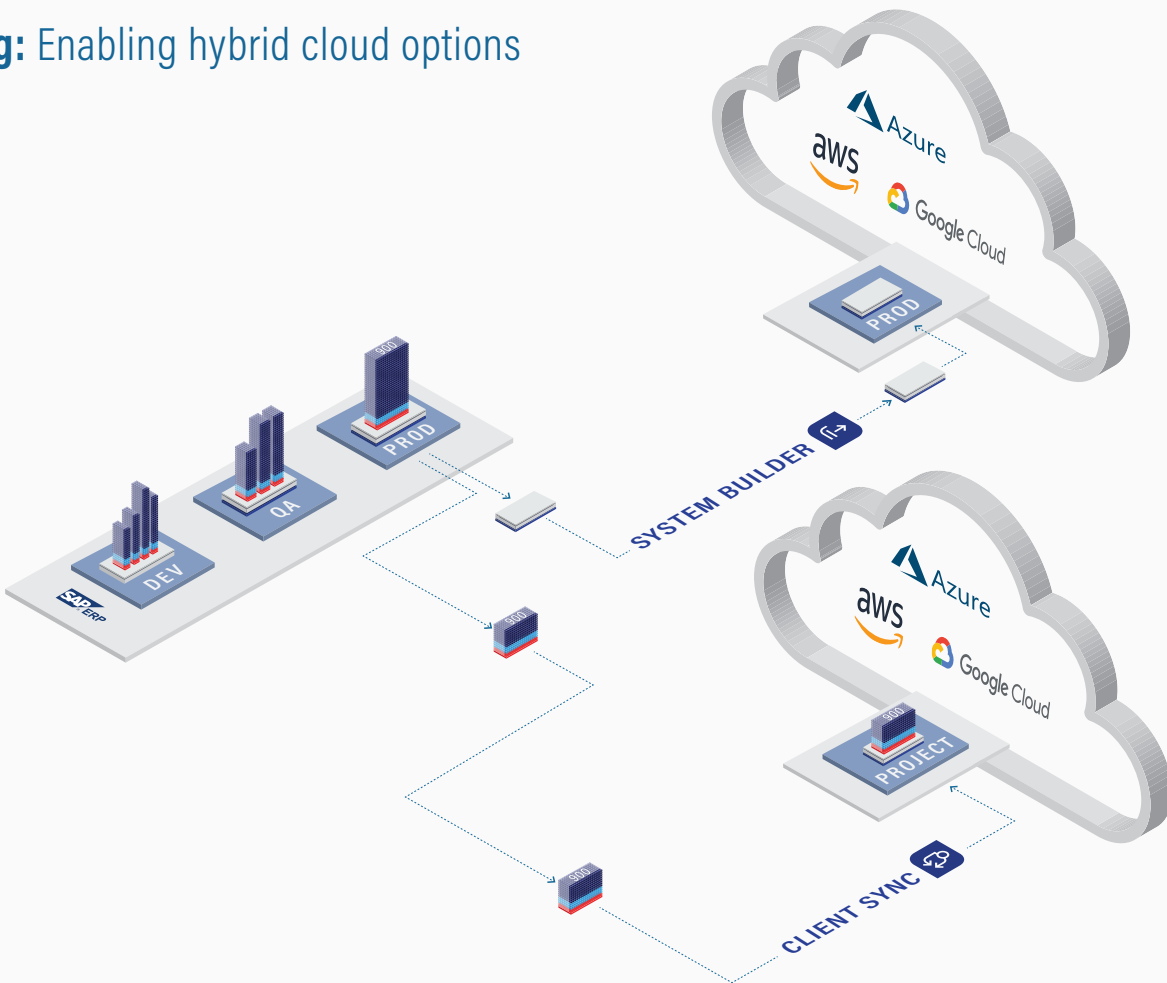 g: Enabling hybrid cloud options
Azure
aws
Google Cloud
PROD
900
PROD
QA
DEV
SAP ERP
SYSTEM BUILDER
900
Azure
aws
Google Cloud
900
PROJECT
900
CLIENT SYNC